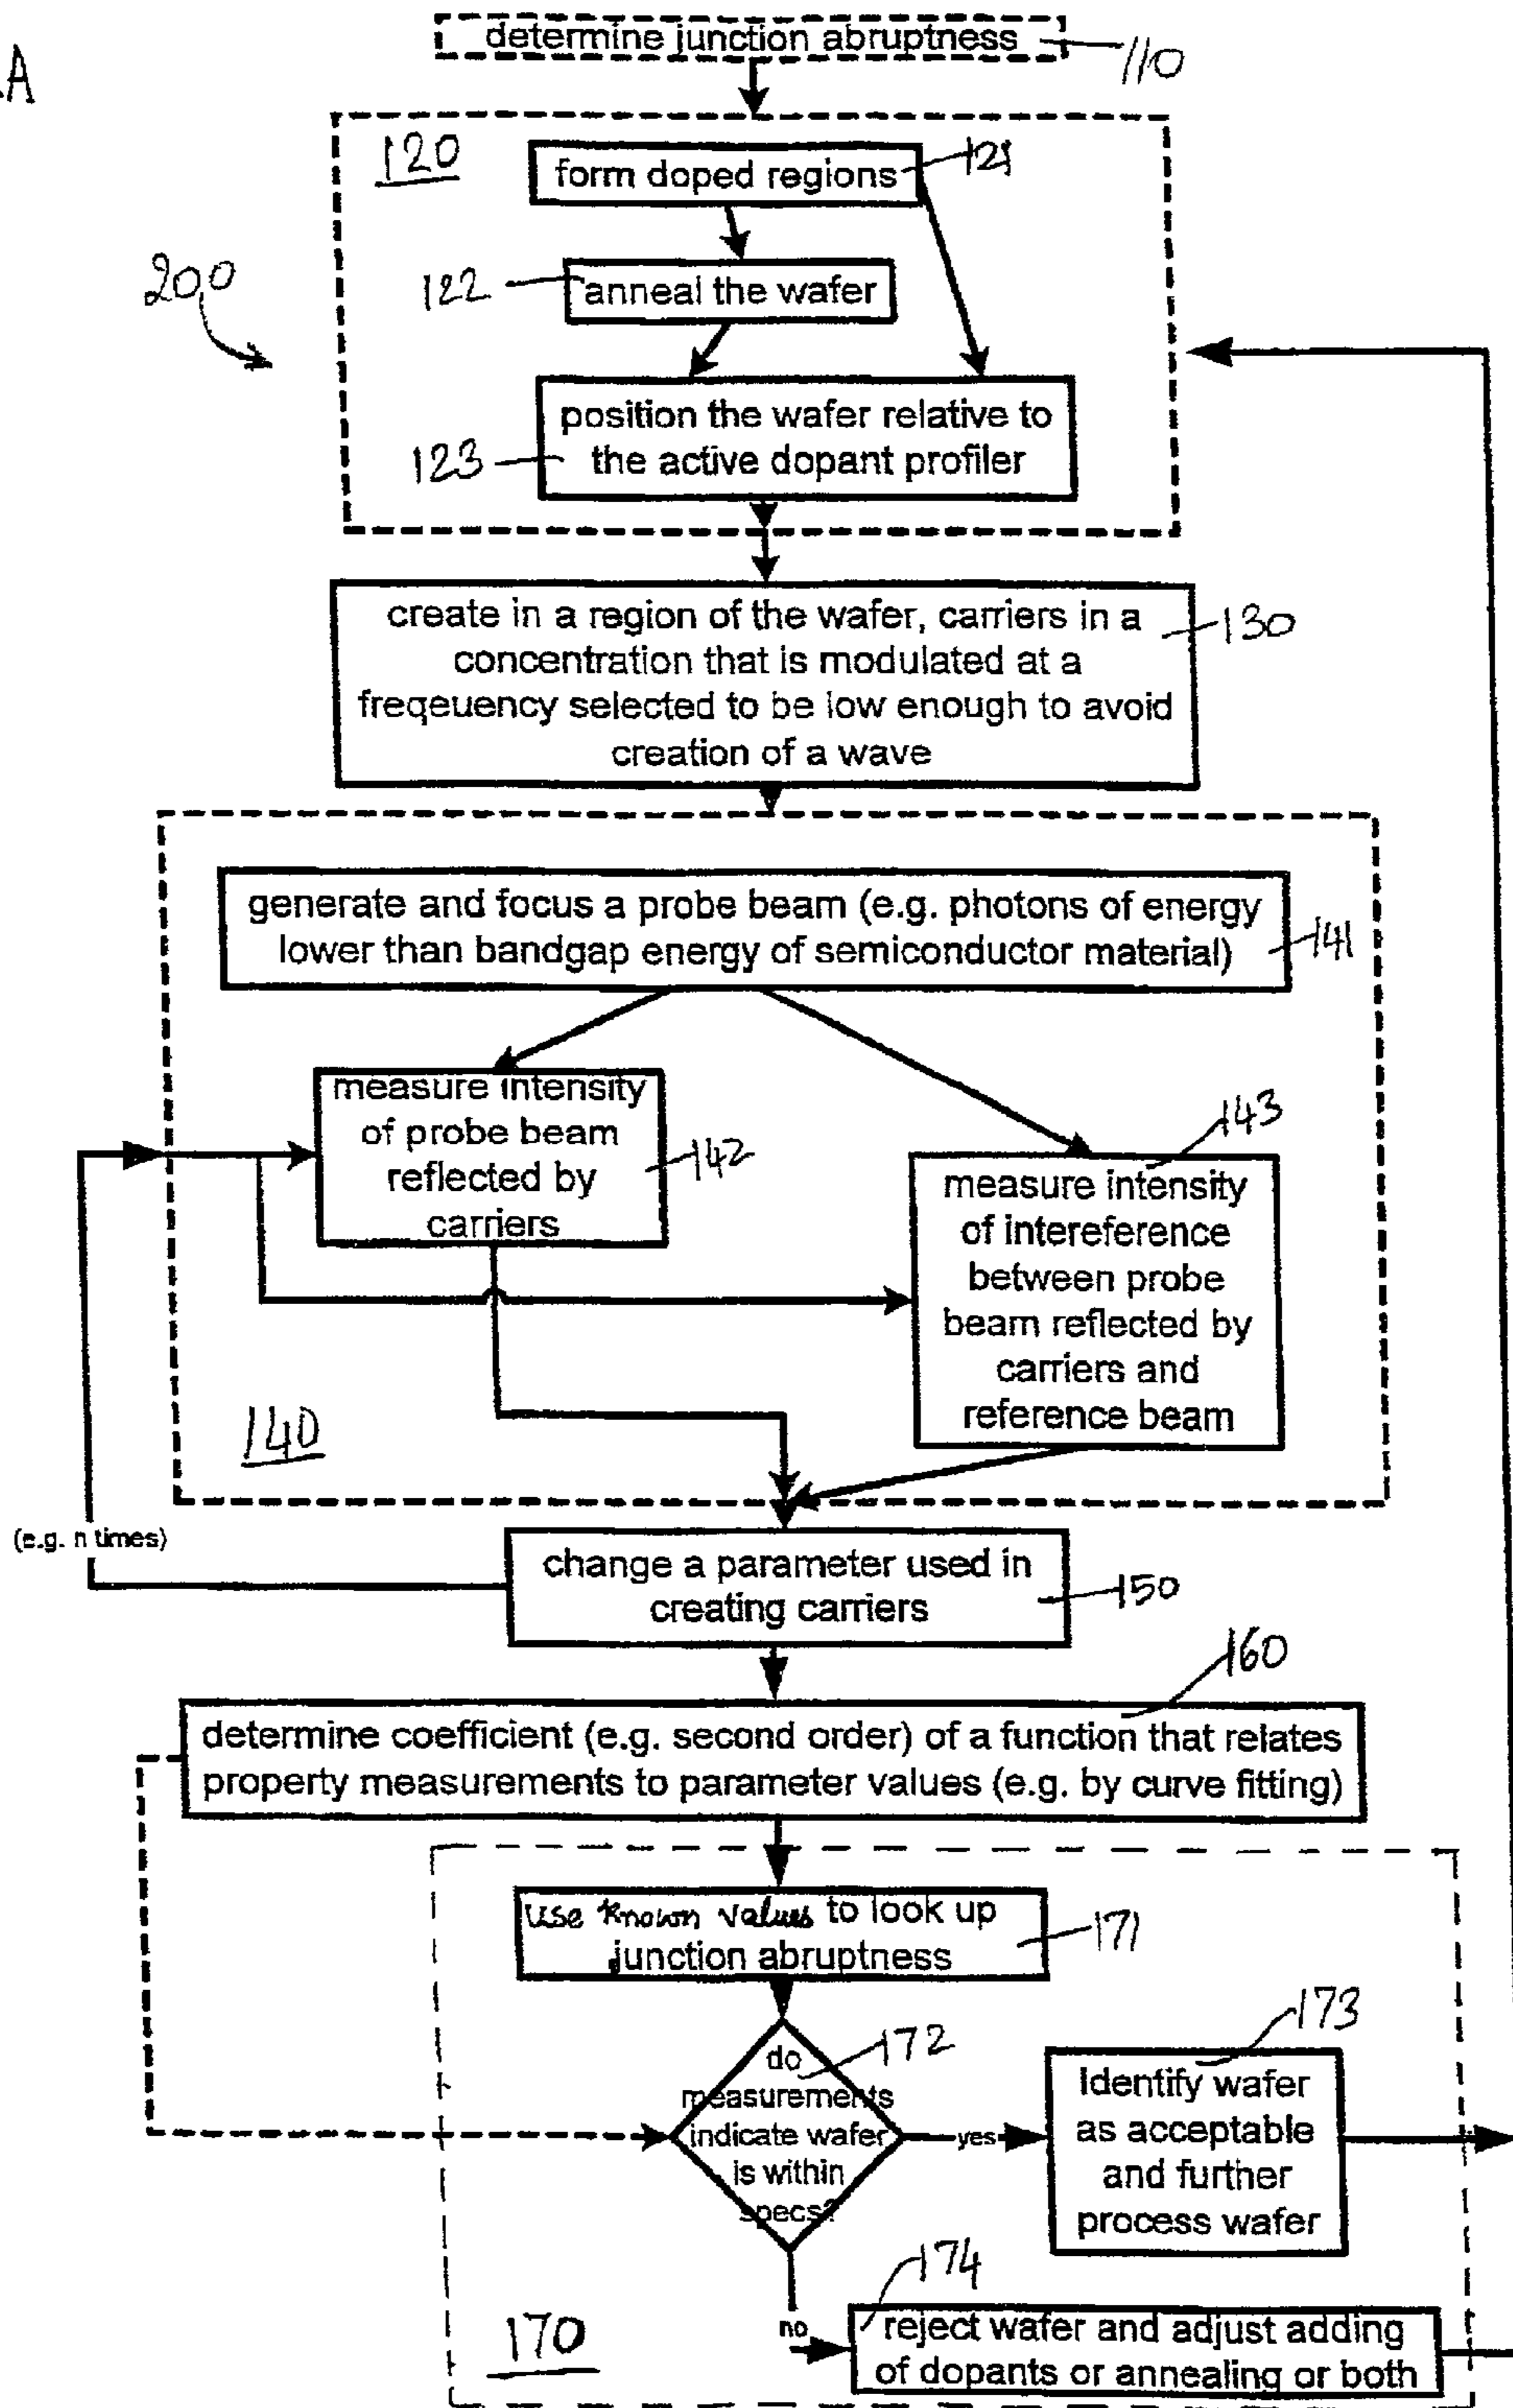 A
determine junction abruptness
110
120
form doped regions
121
200
122
anneal the wafer
position the wafer relative to
the active dopant profiler
123
create in a region of the wafer, carriers in a
concentration that is modulated at a
freqeuency selected to be low enough to avoid
creation of a wave
130
generate and focus a probe beam (e.g. photons of energy
lower than bandgap energy of semiconductor material)
141
measure intensity
of probe beam
reflected by
carriers
142
143
measure intensity
of intereference
between probe
beam reflected by
carriers and
reference beam
140
(e.g. n times)
change a parameter used in
creating carriers
150
160
determine coefficient (e.g. second order) of a function that relates
property measurements to parameter values (e.g. by curve fitting)
Use known values to look up
junction abruptness
171
do
measurements
indicate wafer
is within
specs?
172
yes
173
Identify wafer
as acceptable
and further
process wafer
no
174
reject wafer and adjust adding
of dopants or annealing or both
170